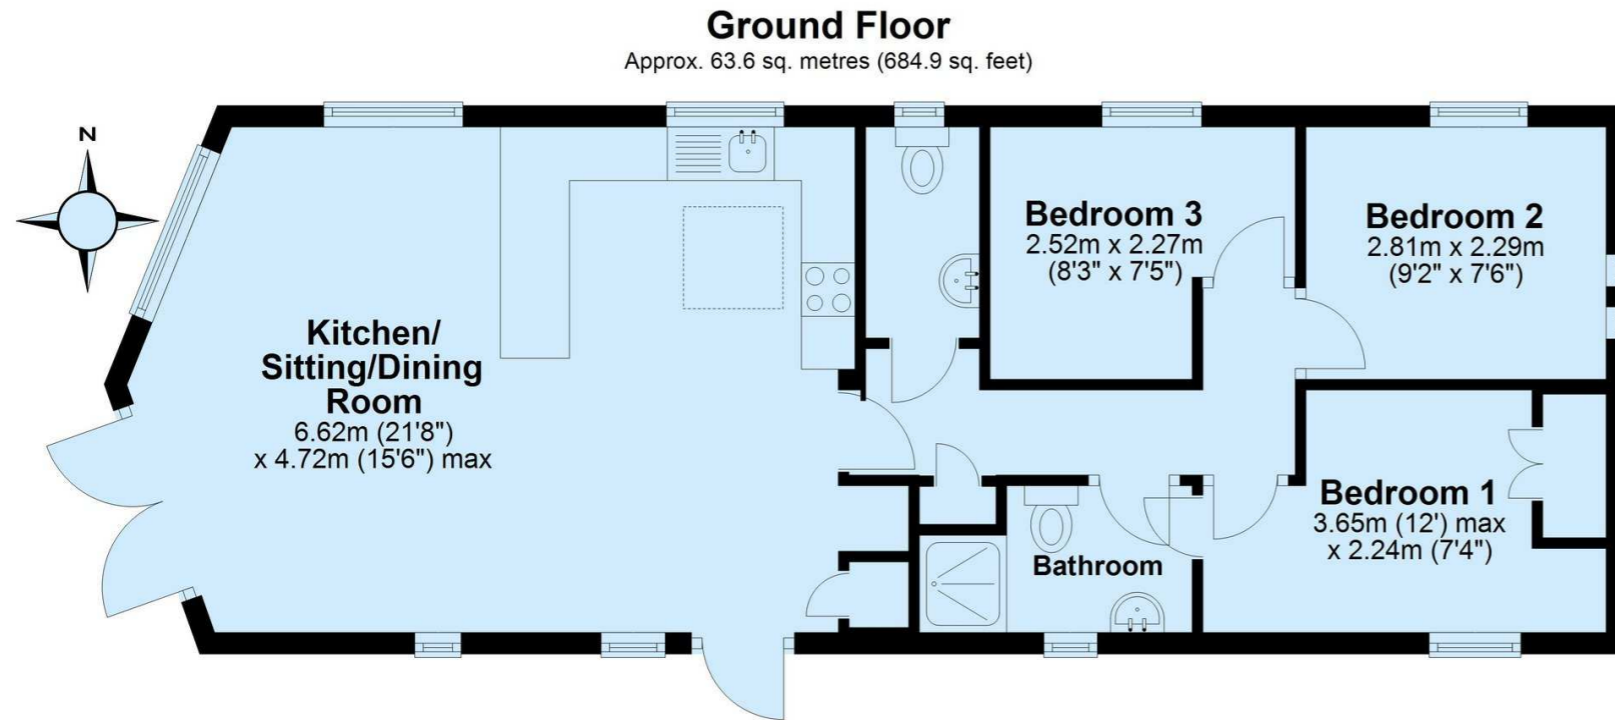 Ground Floor
Approx. 63.6 sq. metres (684.9 sq. feet)
N
Kitchen/
Sitting/Dining
Room
6.62m (21'8")
x 4.72m (15'6") max
Bedroom 3
2.52m x 2.27m
(8'3" x 7'5")
Bedroom 2
2.81m x 2.29m
(9'2" x 7'6")
Bedroom 1
3.65m (12') max
x 2.24m (7'4")
Bathroom